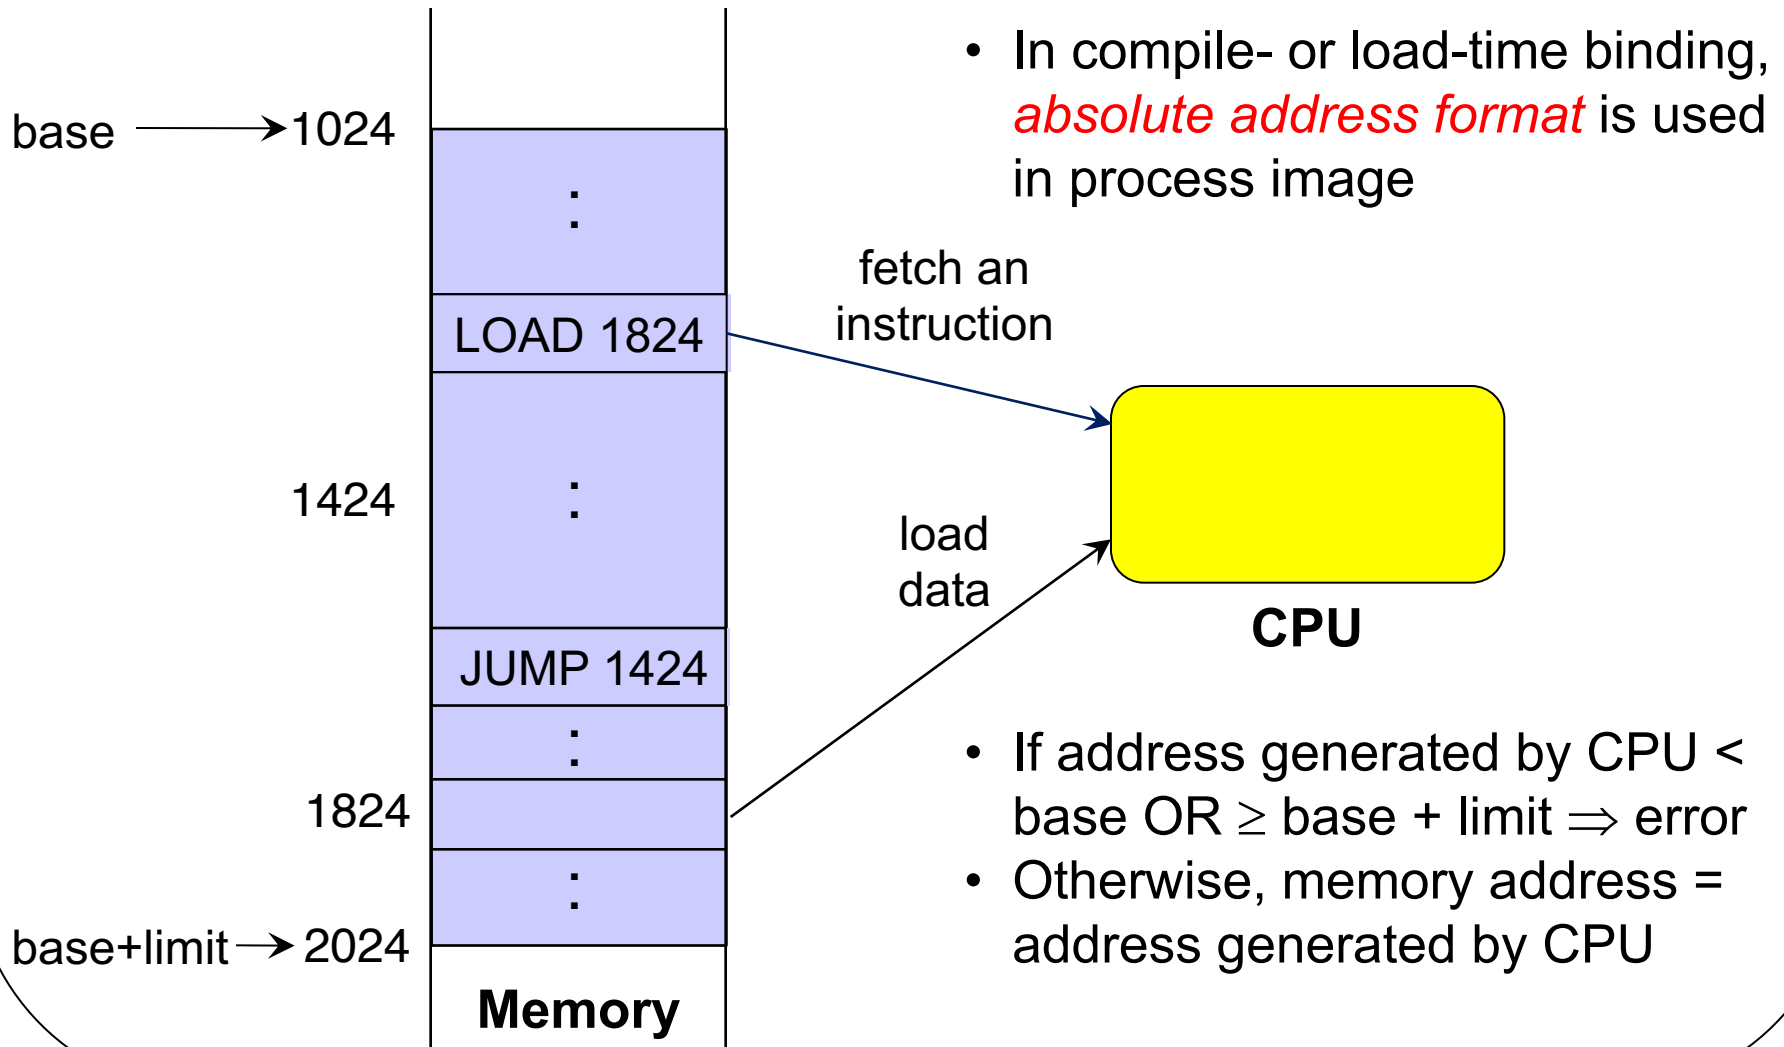 • In compile- or load-time binding,
absolute address format is used
in process image
base
1024
:
fetch an
instruction
LOAD 1824
1424
:
load
data
CPU
JUMP 1424
:
1824
:
base+limit
2024
Memory
• If address generated by CPU <
base OR ≥ base + limit ⇒ error
• Otherwise, memory address =
address generated by CPU